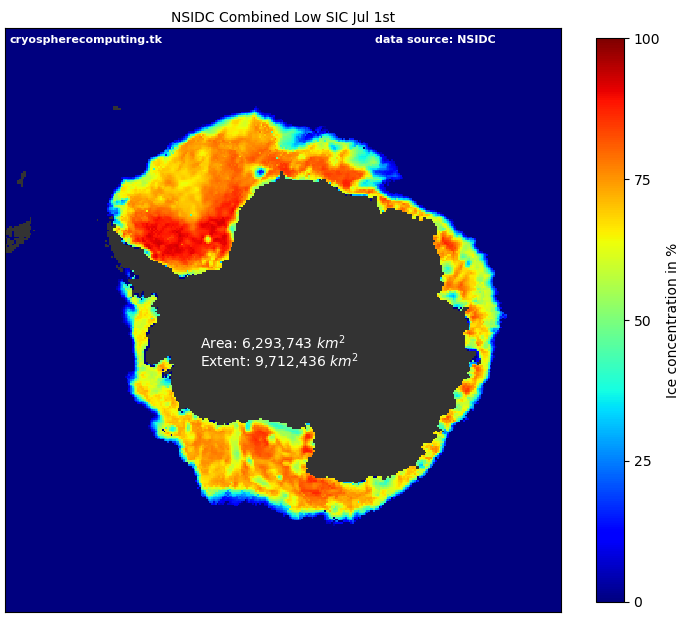 NSIDC Combined Low SIC Jul 1st
cryospherecomputing.tk
data source: NSIDC
100
75
50
25
0
Ice concentration in %
Area: 6,293,743 km²
Extent: 9,712,436 km²